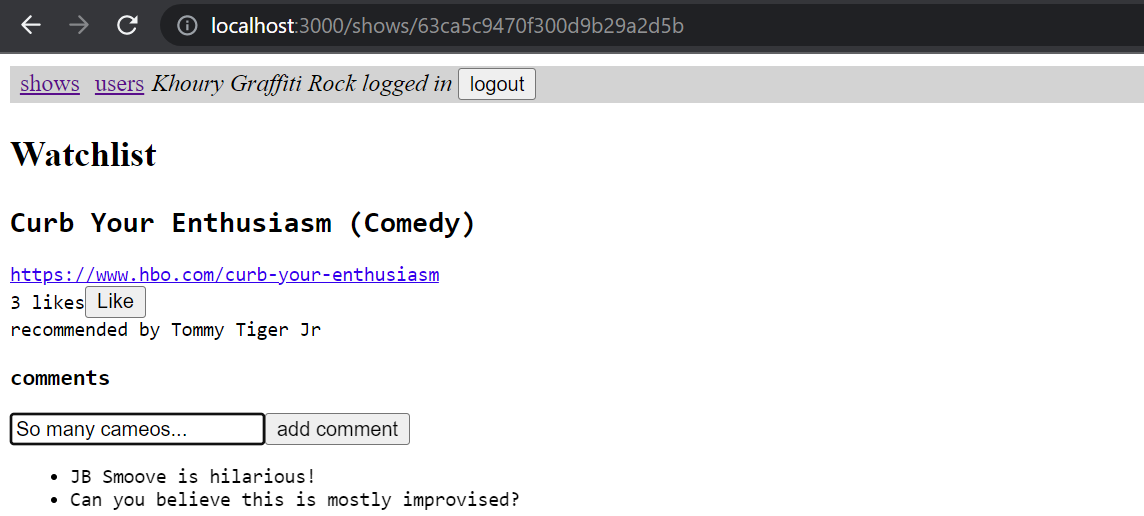 localhost:3000/shows/63ca5c9470f300d9b29a2d5b
shows users Khoury Graffiti Rock logged in logout
Watchlist
Curb Your Enthusiasm (Comedy)
https://www.hbo.com/curb-your-enthusiasm
3 likes Like
recommended by Tommy Tiger Jr
comments
So many cameos... add comment
JB Smoove is hilarious!
Can you believe this is mostly improvised?